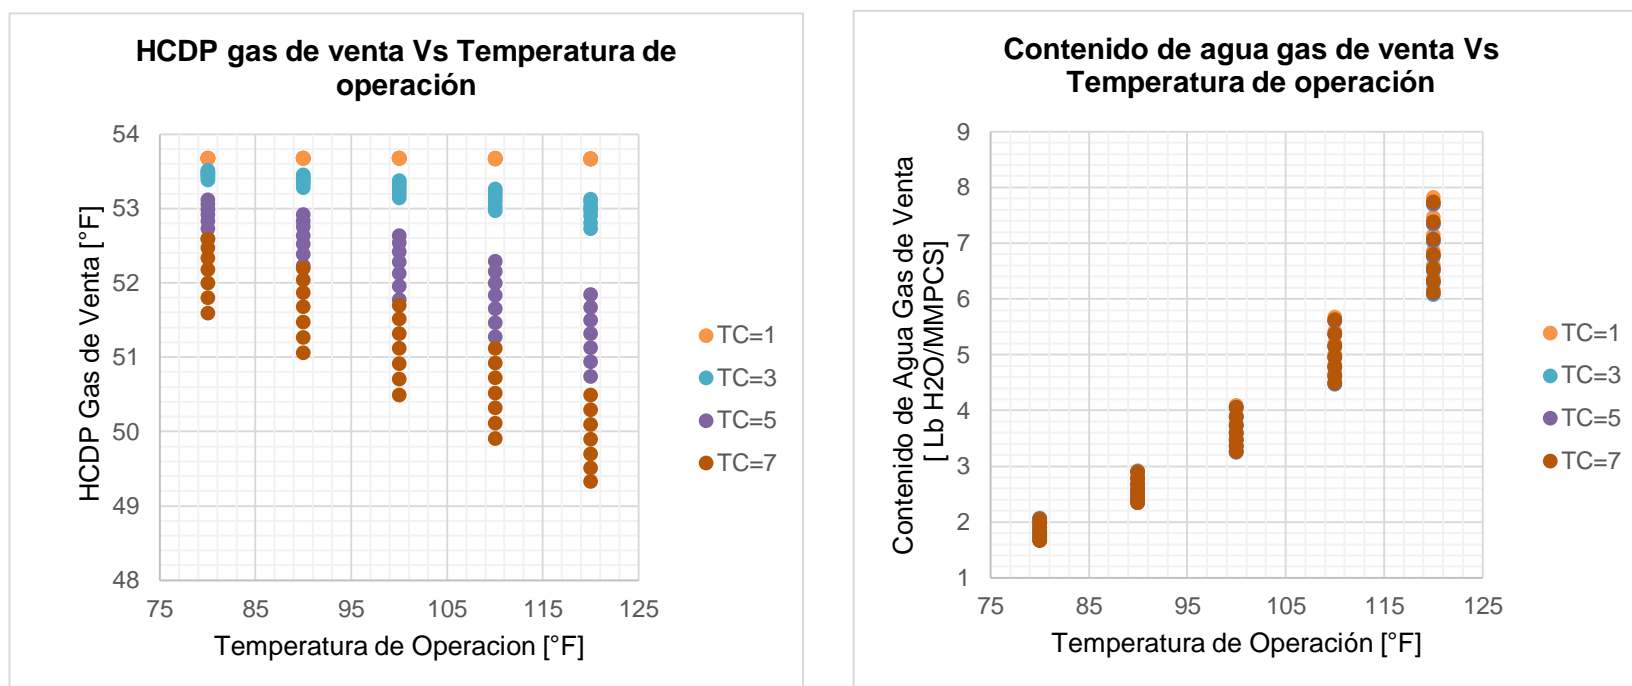 HCDP gas de venta Vs Temperatura de
operación
HCDP Gas de Venta [°F]
54
53
52
51
50
49
48
75 85 95 105 115 125
Temperatura de Operacion [°F]
TC=1
TC=3
TC=5
TC=7
Contenido de agua gas de venta Vs
Temperatura de operación
Contenido de Agua Gas de Venta
[ Lb H2O/MMPCS]
9
8
7
6
5
4
3
2
1
75 85 95 105 115 125
Temperatura de Operación [°F]
TC=1
TC=3
TC=5
TC=7